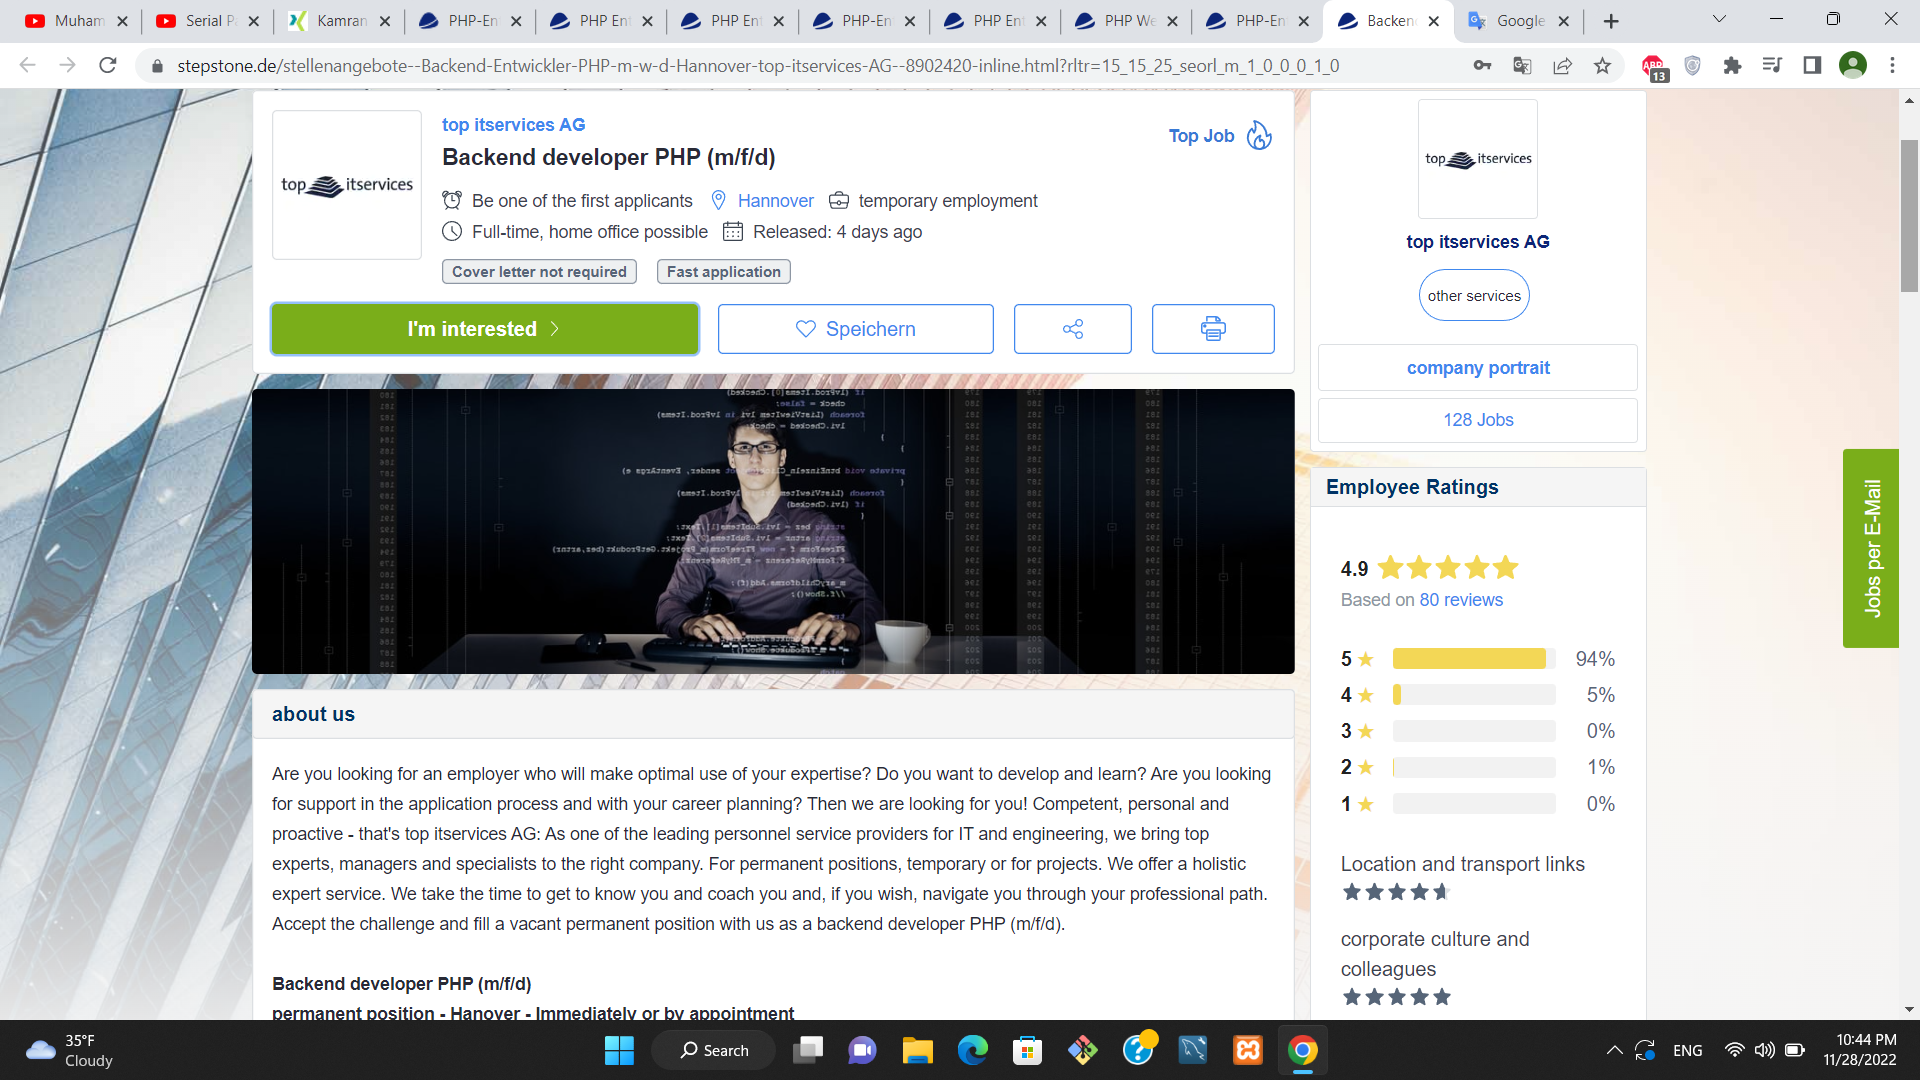 Muham
Serial P
Kamran
PHP-En
PHP Ent
PHP Ent
PHP-En
PHP Ent
PHP We
PHP-En
Backen
Google
stepstone.de/stellenangebote--Backend-Entwickler-PHP-m-w-d-Hannover-top-itservices-AG--8902420-inline.html?rltr=15_15_25_seorl_m_1_0_0_0_1_0
ABP
13
top itservices
top itservices AG
Backend developer PHP (m/f/d)
Top Job
Be one of the first applicants
Hannover
temporary employment
Full-time, home office possible
Released: 4 days ago
Cover letter not required
Fast application
I'm interested
Speichern
about us
Are you looking for an employer who will make optimal use of your expertise? Do you want to develop and learn? Are you looking
for support in the application process and with your career planning? Then we are looking for you! Competent, personal and
proactive - that's top itservices AG: As one of the leading personnel service providers for IT and engineering, we bring top
experts, managers and specialists to the right company. For permanent positions, temporary or for projects. We offer a holistic
expert service. We take the time to get to know you and coach you and, if you wish, navigate you through your professional path.
Accept the challenge and fill a vacant permanent position with us as a backend developer PHP (m/f/d).
Backend developer PHP (m/f/d)
permanent position - Hanover - Immediately or by appointment
top itservices
top itservices AG
other services
company portrait
128 Jobs
Employee Ratings
4.9
Based on 80 reviews
5 94%
4 5%
3 0%
2 1%
1 0%
Location and transport links
corporate culture and
colleagues
Jobs per E-Mail
35°F
Cloudy
Search
ENG
10:44 PM
11/28/2022